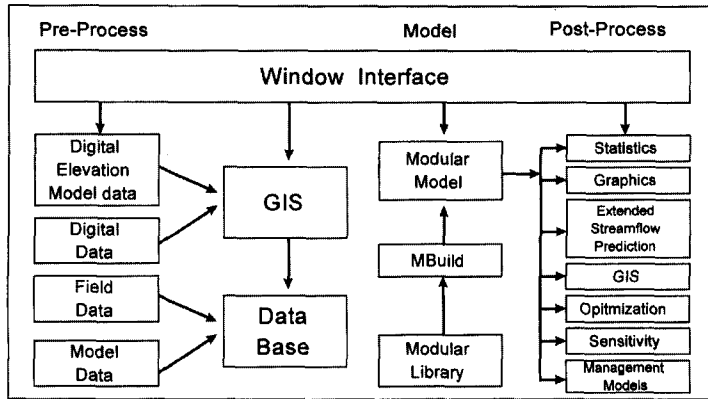 Pre-Process
Model
Post-Process
Window Interface
Digital
Elevation
Model data
Digital
Data
Field
Data
Model
Data
GIS
Data
Base
Modular
Model
MBuild
Modular
Library
Statistics
Graphics
Extended
Streamflow
Prediction
GIS
Opitmization
Sensitivity
Management
Models